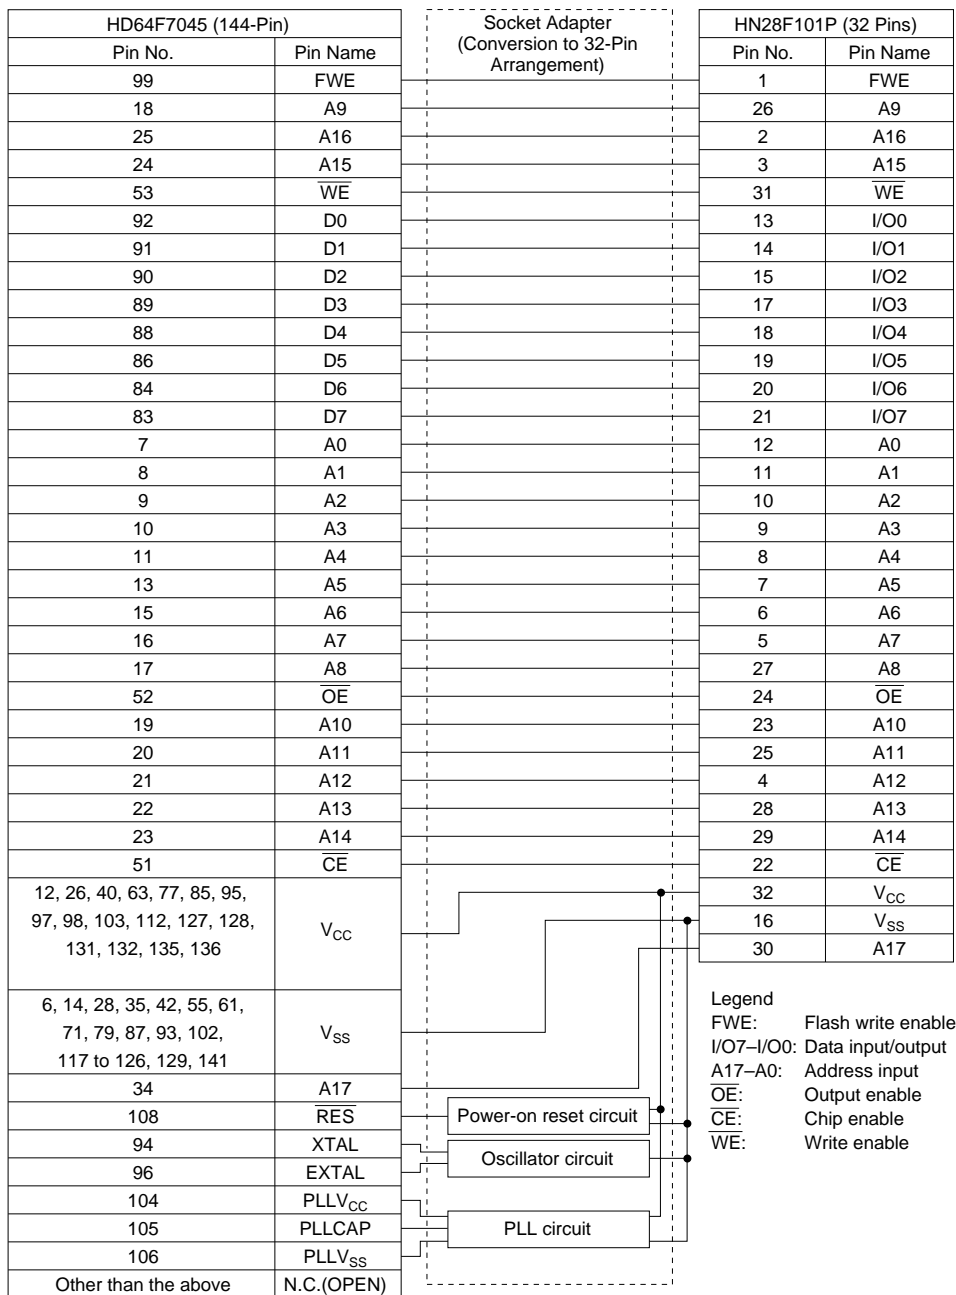 HD64F7045 (144-Pin)
Pin No. Pin Name
99 FWE
18 A9
25 A16
24 A15
53 W̅E̅
92 D0
91 D1
90 D2
89 D3
88 D4
86 D5
84 D6
83 D7
7 A0
8 A1
9 A2
10 A3
11 A4
13 A5
15 A6
16 A7
17 A8
52 O̅E̅
19 A10
20 A11
21 A12
22 A13
23 A14
51 C̅E̅
12, 26, 40, 63, 77, 85, 95,
97, 98, 103, 112, 127, 128,
131, 132, 135, 136
VCC
6, 14, 28, 35, 42, 55, 61,
71, 79, 87, 93, 102,
117 to 126, 129, 141
VSS
34 A17
108 R̅E̅S̅
94 XTAL
96 EXTAL
104 PLLVCC
105 PLLCAP
106 PLLVSS
Other than the above N.C.(OPEN)
Socket Adapter
(Conversion to 32-Pin
Arrangement)
Power-on reset circuit
Oscillator circuit
PLL circuit
HN28F101P (32 Pins)
Pin No. Pin Name
1 FWE
26 A9
2 A16
3 A15
31 W̅E̅
13 I/O0
14 I/O1
15 I/O2
17 I/O3
18 I/O4
19 I/O5
20 I/O6
21 I/O7
12 A0
11 A1
10 A2
9 A3
8 A4
7 A5
6 A6
5 A7
27 A8
24 O̅E̅
23 A10
25 A11
4 A12
28 A13
29 A14
22 C̅E̅
32 VCC
16 VSS
30 A17
Legend
FWE: Flash write enable
I/O7–I/O0: Data input/output
A17–A0: Address input
O̅E̅: Output enable
C̅E̅: Chip enable
W̅E̅: Write enable